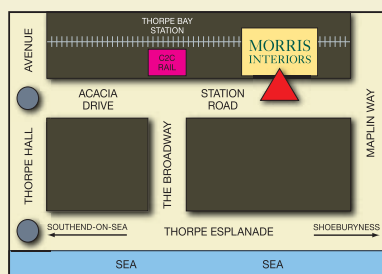 THORPE BAY
STATION
C2C
RAIL
MORRIS
INTERIORS
AVENUE
ACACIA
DRIVE
STATION
ROAD
MAPLIN WAY
THORPE HALL
THE BROADWAY
SOUTHEND-ON-SEA
THORPE ESPLANADE
SHOEBURYNESS
SEA
SEA